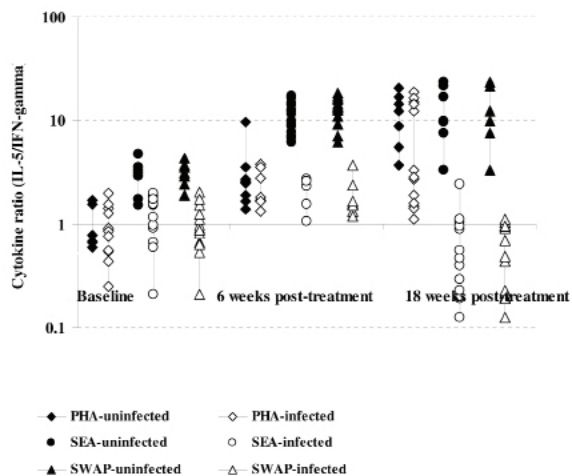 Cytokine ratio (IL-5/IFN-gamma)
100
10
1
0.1
Baseline
6 weeks post-treatment
18 weeks post-treatment
PHA-uninfected
PHA-infected
SEA-uninfected
SEA-infected
SWAP-uninfected
SWAP-infected